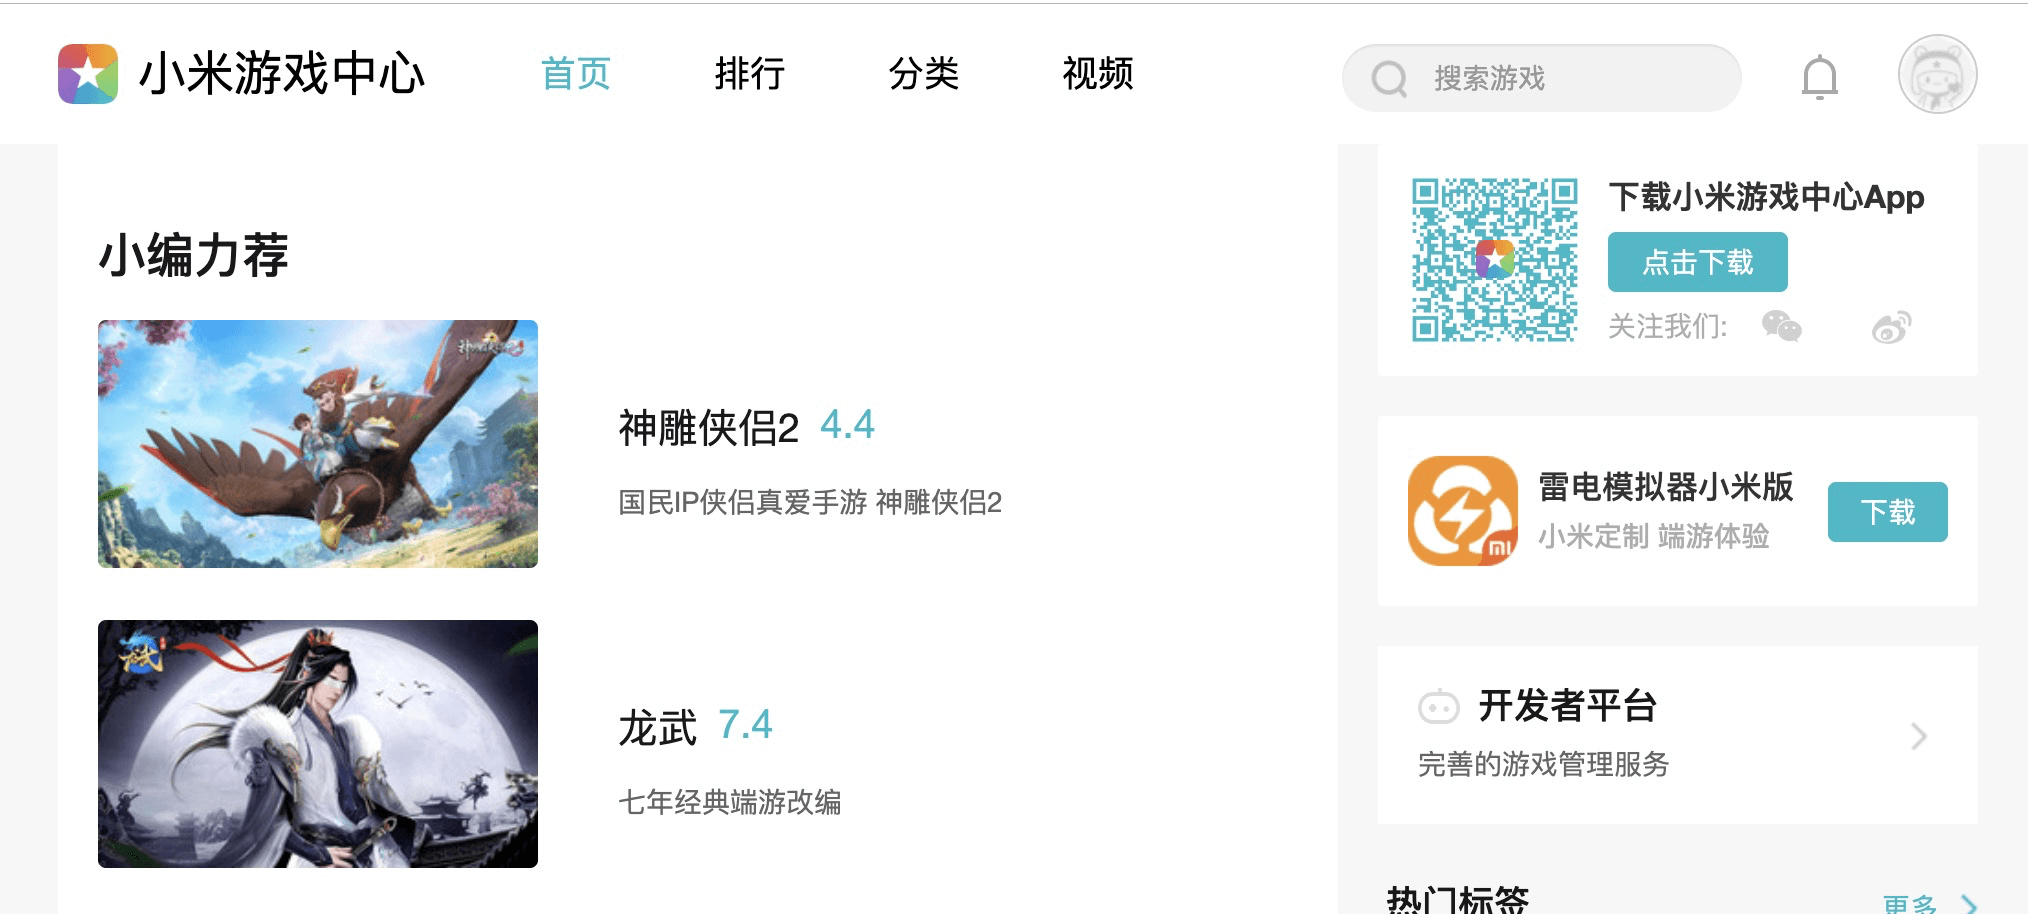 小米游戏中心
首页
排行
分类
视频
搜索游戏
小编力荐
神雕侠侣2 4.4
国民IP侠侣真爱手游 神雕侠侣2
龙武 7.4
七年经典端游改编
下载小米游戏中心App
点击下载
关注我们:
雷电模拟器小米版
小米定制 端游体验
下载
开发者平台
完善的游戏管理服务
热门标签
更多